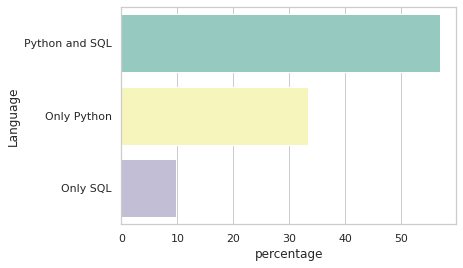 Python and SQL
Only Python
Only SQL
Language
0 10 20 30 40 50
percentage